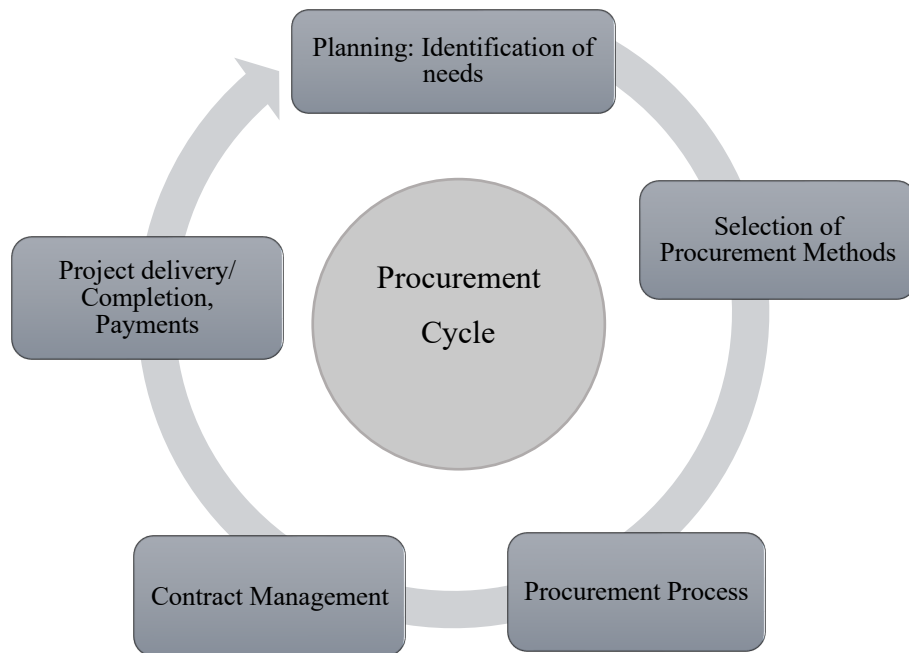 Planning: Identification of
needs
Selection of
Procurement Methods
Procurement
Cycle
Project delivery/
Completion,
Payments
Contract Management
Procurement Process